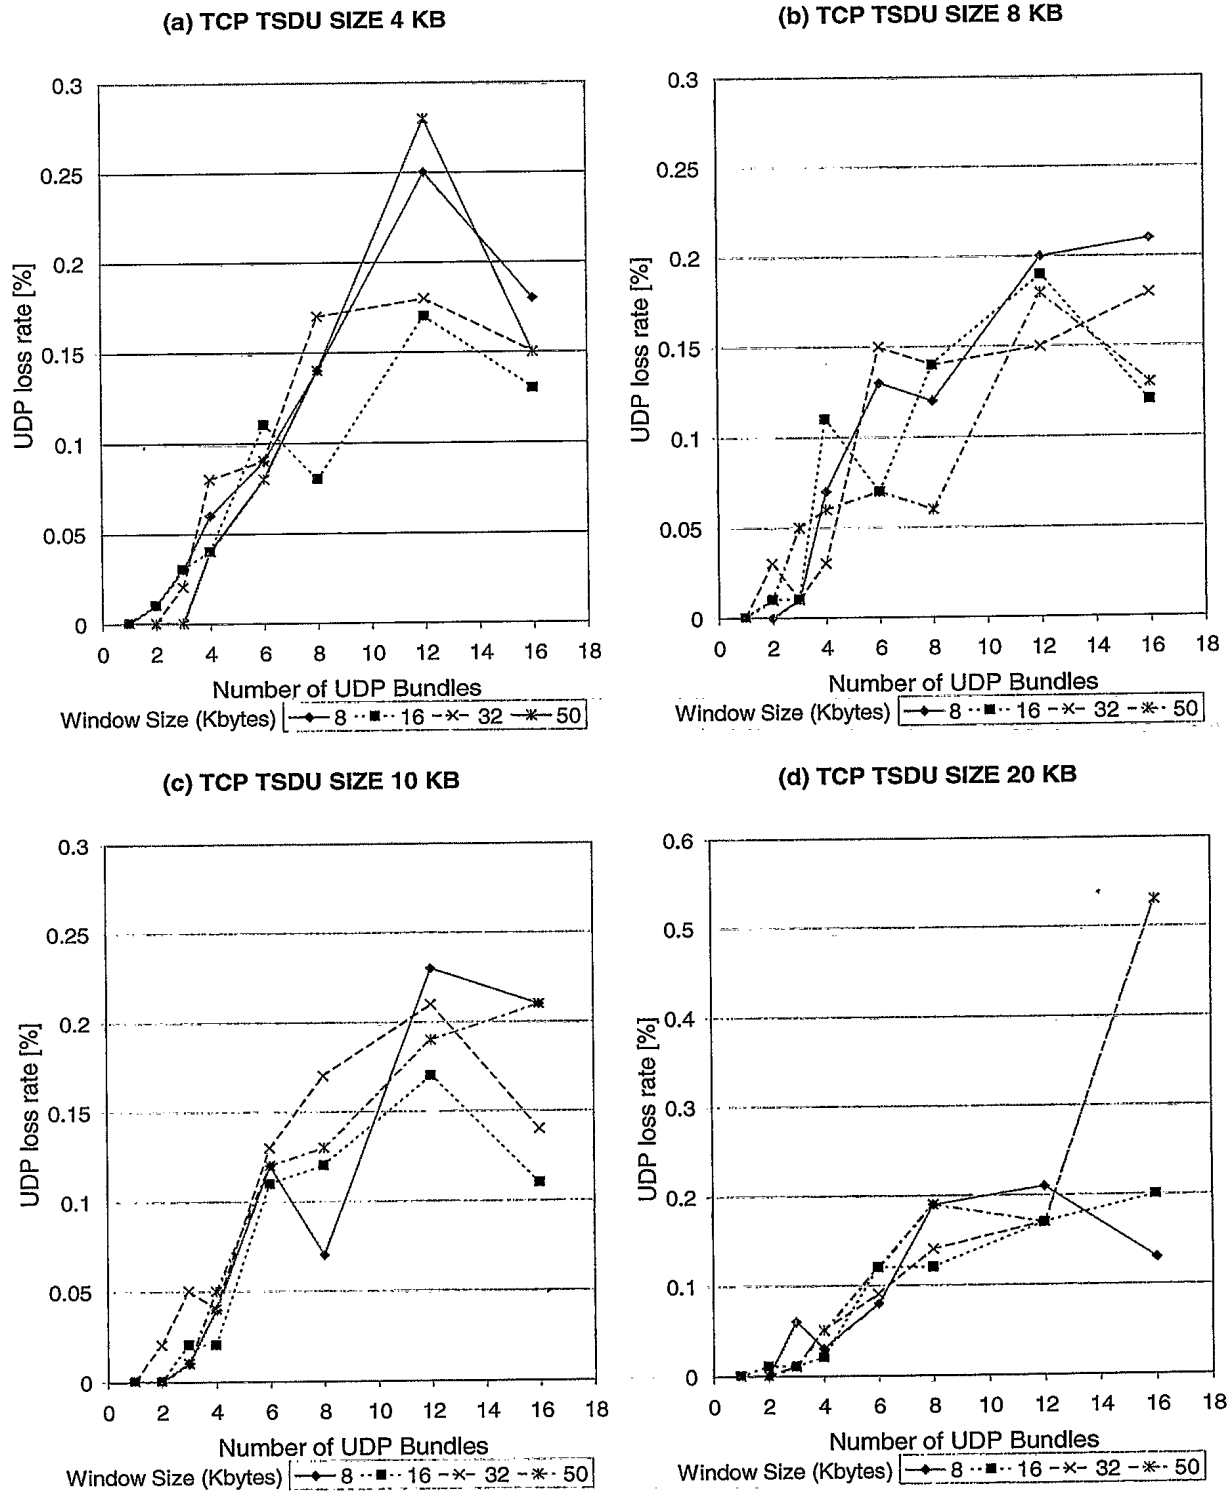 (a) TCP TSDU SIZE 4 KB
0.3
0.25
0.2
0.15
0.1
0.05
0
UDP loss rate [%]
0 2 4 6 8 10 12 14 16 18
Number of UDP Bundles
Window Size (Kbytes) 8 16 32 50
(b) TCP TSDU SIZE 8 KB
0.3
0.25
0.2
0.15
0.1
0.05
0
UDP loss rate [%]
0 2 4 6 8 10 12 14 16 18
Number of UDP Bundles
Window Size (Kbytes) 8 16 32 50
(c) TCP TSDU SIZE 10 KB
0.3
0.25
0.2
0.15
0.1
0.05
0
UDP loss rate [%]
0 2 4 6 8 10 12 14 16 18
Number of UDP Bundles
Window Size (Kbytes) 8 16 32 50
(d) TCP TSDU SIZE 20 KB
0.6
0.5
0.4
0.3
0.2
0.1
0
UDP loss rate [%]
0 2 4 6 8 10 12 14 16 18
Number of UDP Bundles
Window Size (Kbytes) 8 16 32 50